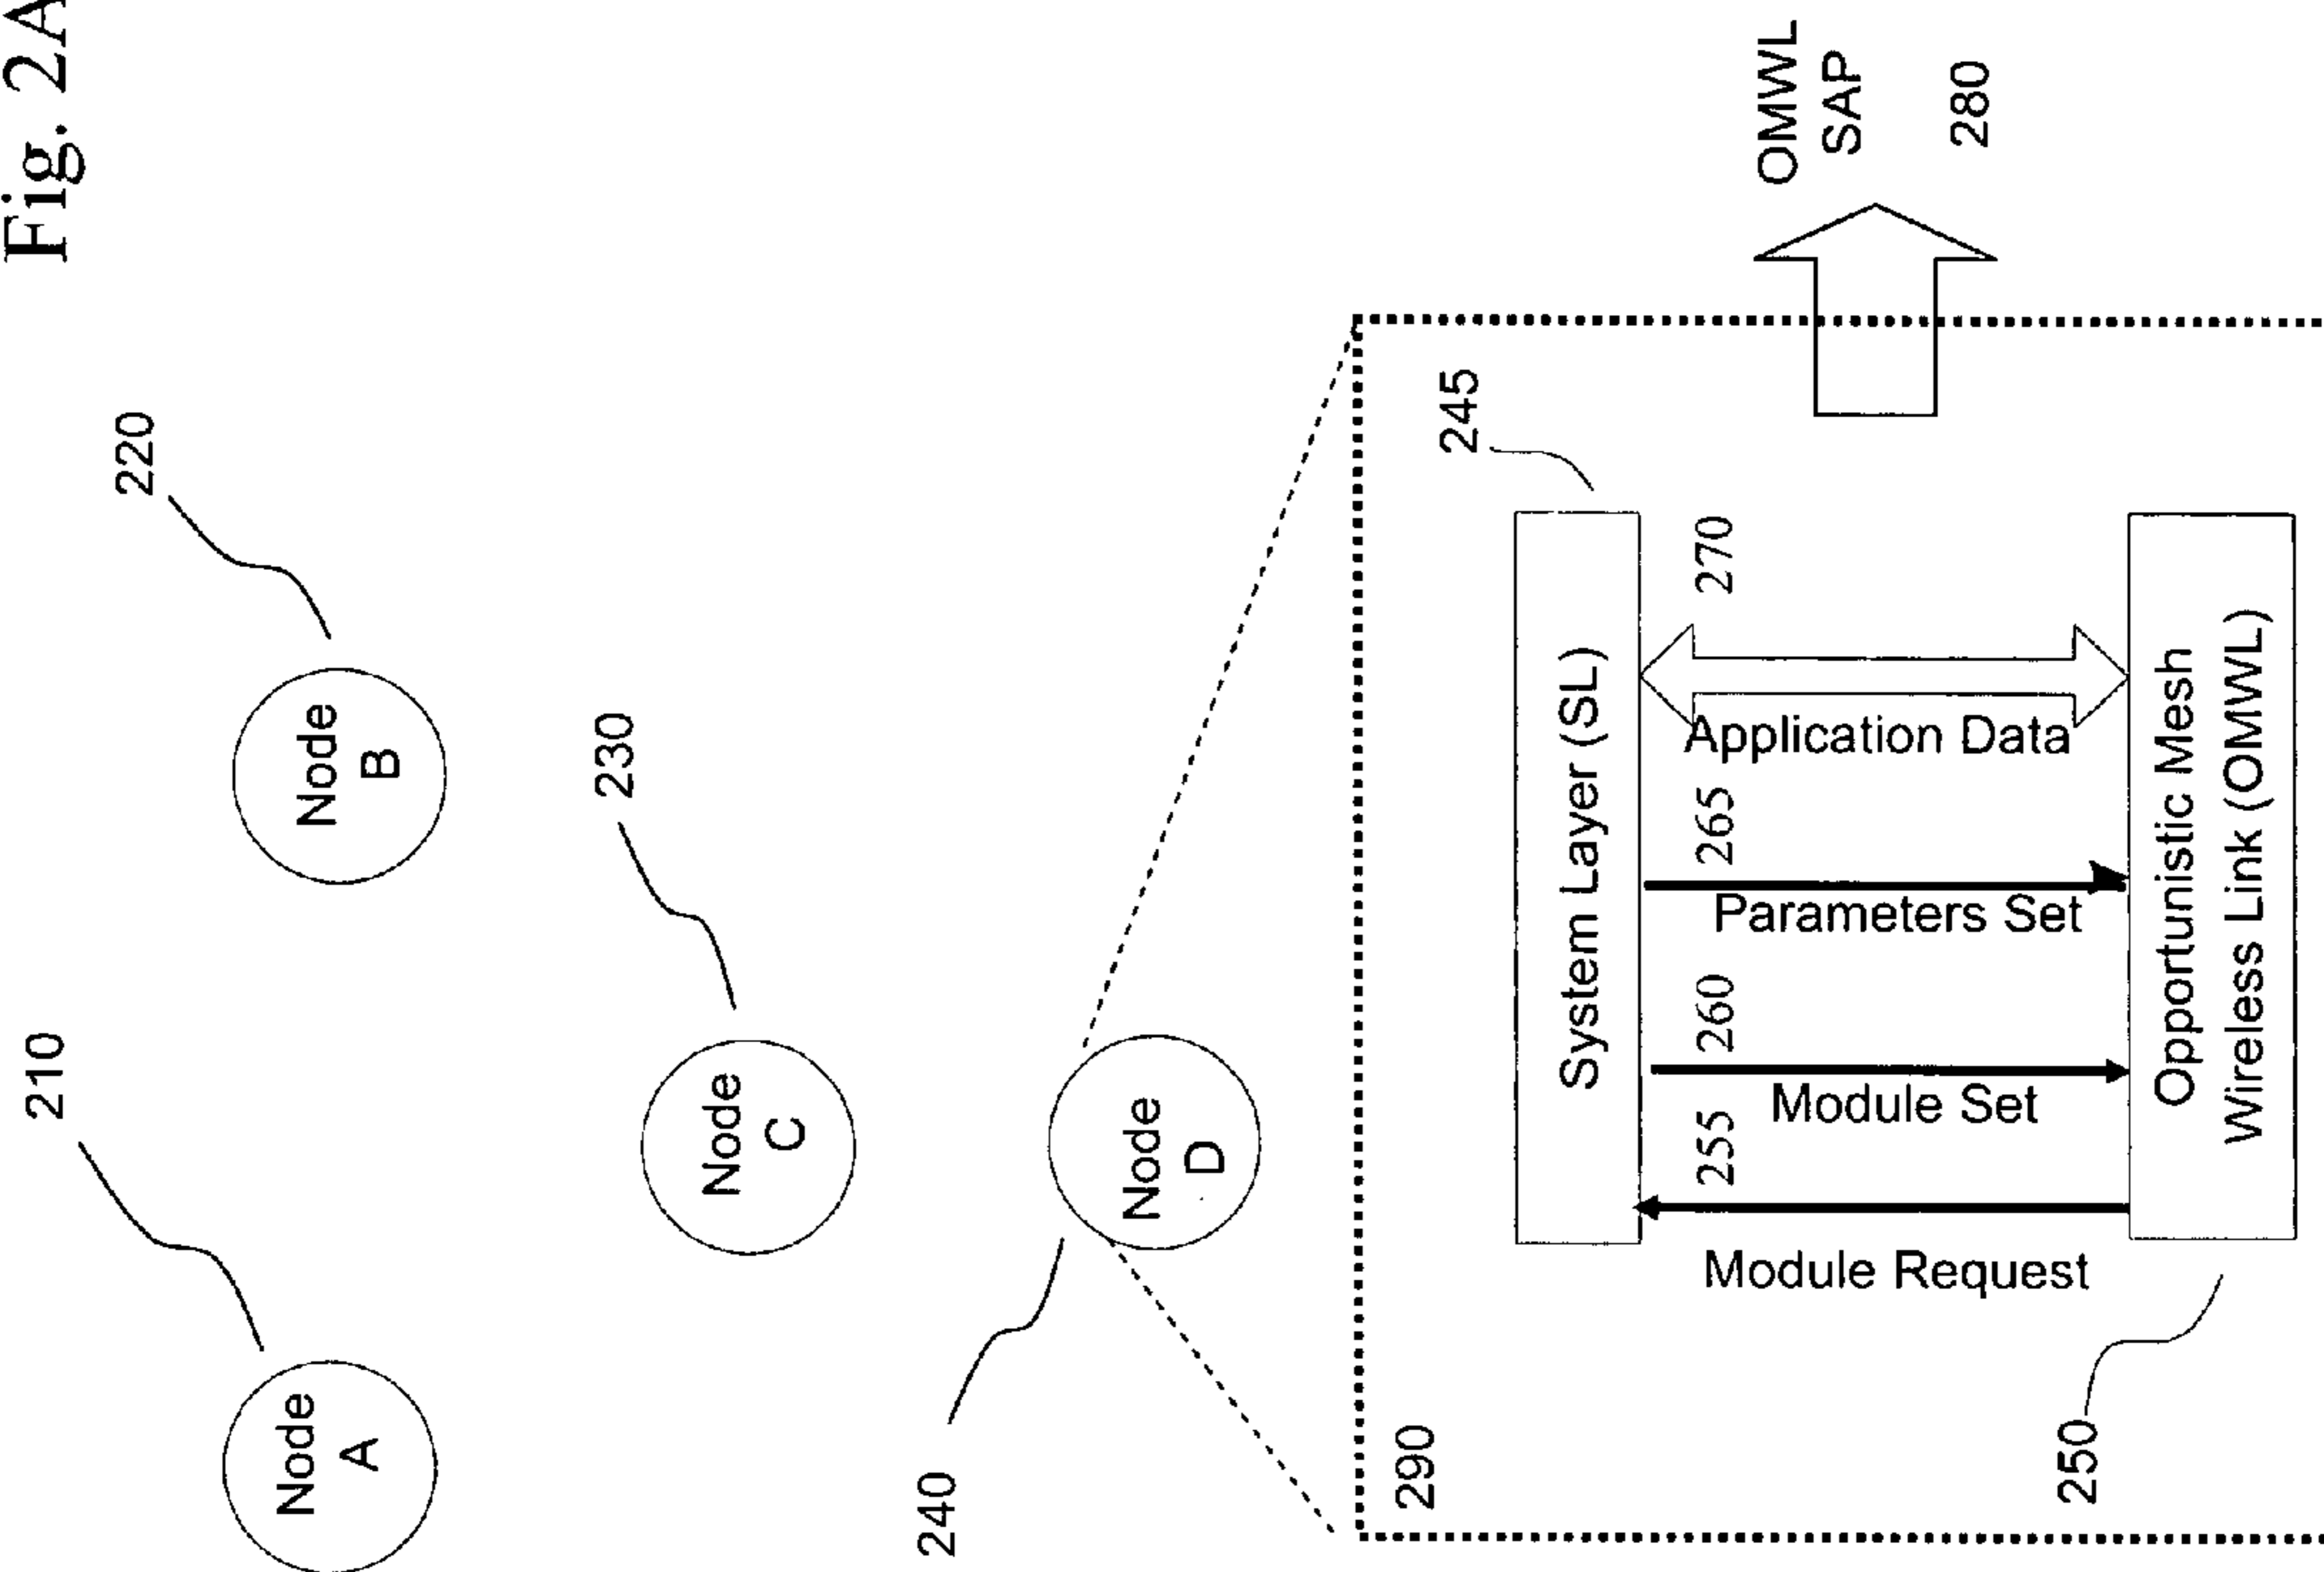 Fig. 2A
210
220
Node
A
Node
B
230
Node
C
240
Node
D
290
245
System Layer (SL)
255
260
265
270
Module Request
Module Set
Parameters Set
Application Data
OMWL
SAP
280
250
Opportunistic Mesh
Wireless Link (OMWL)